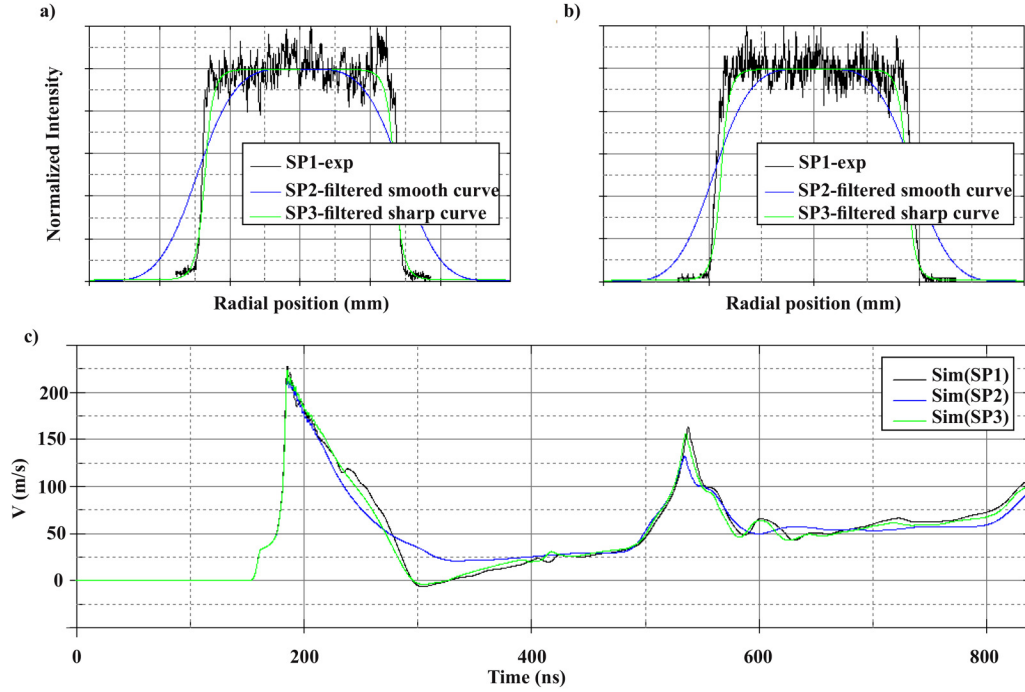 a)
b)
Normalized Intensity
SP1-exp
SP2-filtered smooth curve
SP3-filtered sharp curve
SP1-exp
SP2-filtered smooth curve
SP3-filtered sharp curve
Radial position (mm)
Radial position (mm)
c)
Sim(SP1)
Sim(SP2)
Sim(SP3)
V (m/s)
200
150
100
50
0
0
200
400
600
800
Time (ns)